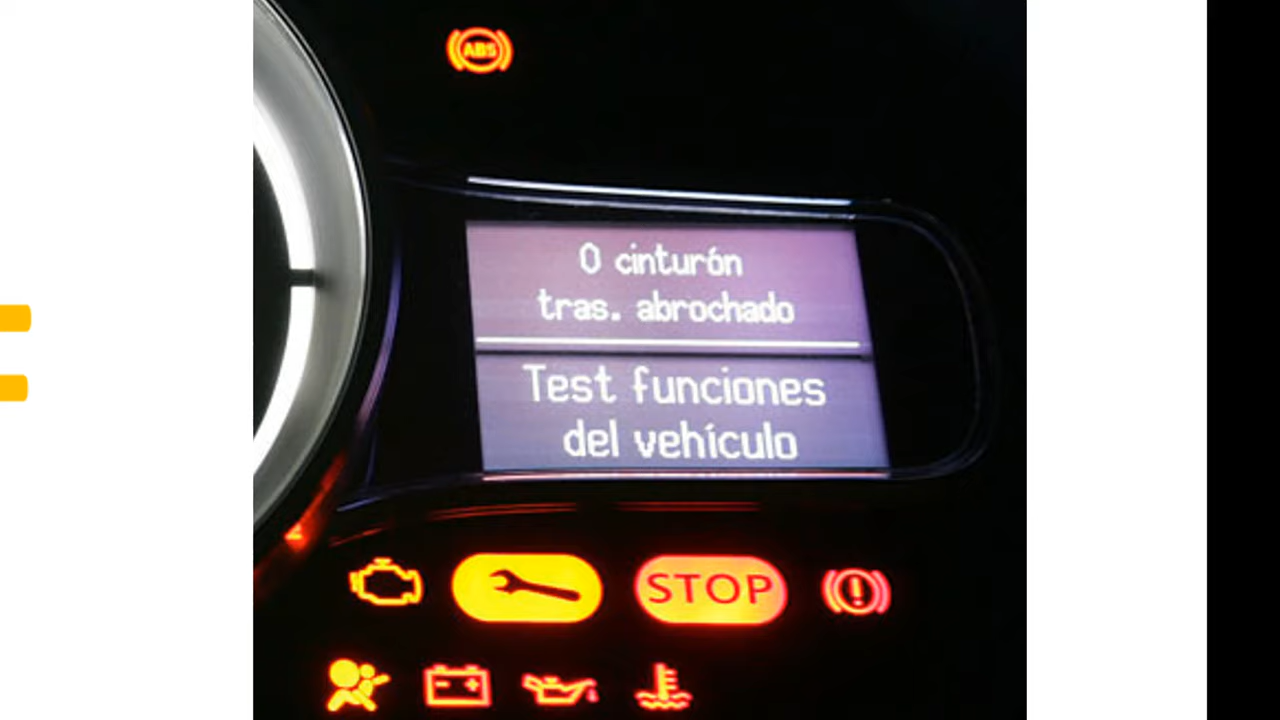 ABS
0 cinturón
tras. abrochado
Test funciones
del vehículo
STOP